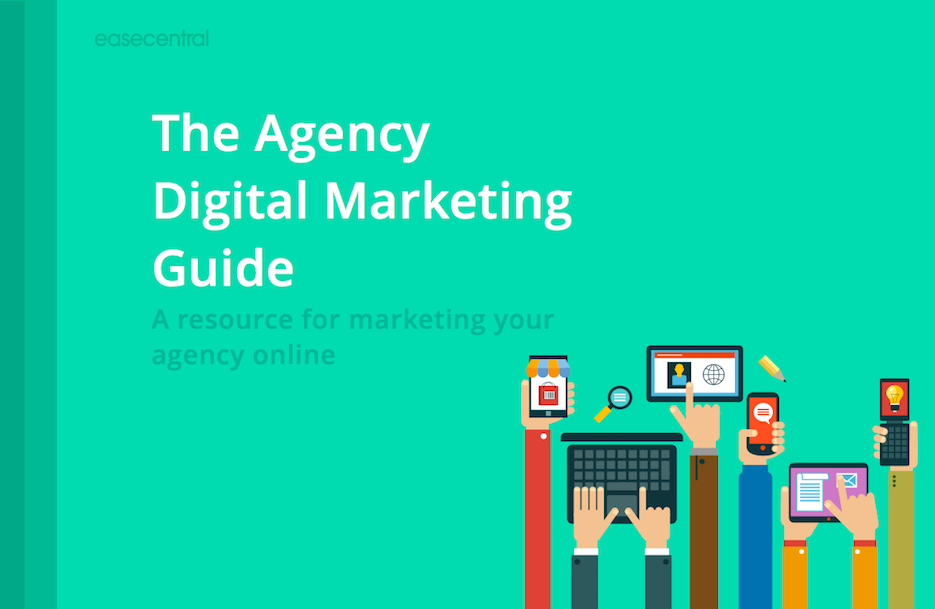 easecentral
The Agency
Digital Marketing
Guide
A resource for marketing your
agency online